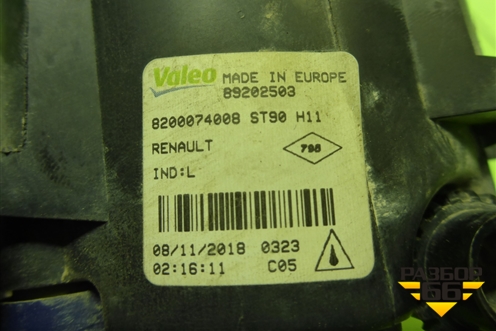 Valeo MADE IN EUROPE
89202503
8200074008 ST90 H11
RENAULT 796
IND:L
08/11/2018 0323
02:16:11 C05
РАЗБОР
66